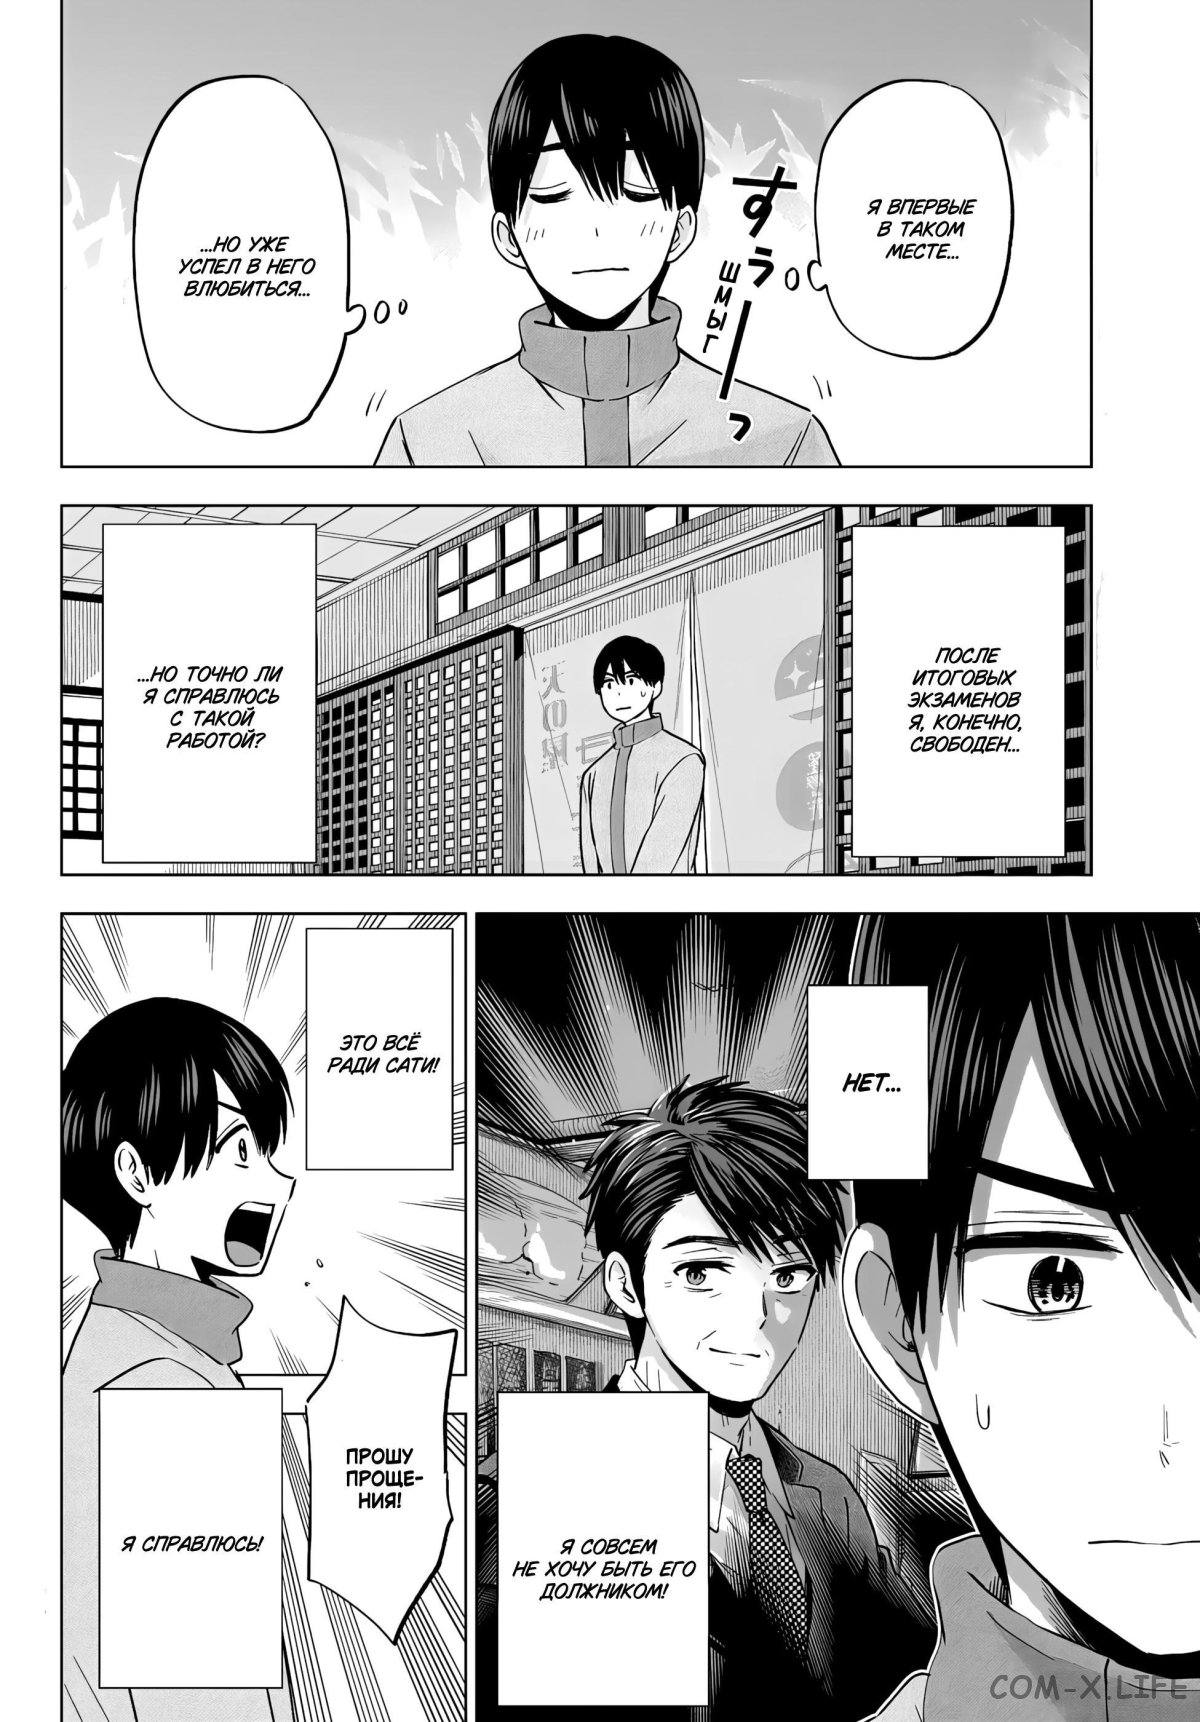 Я ВПЕРВЫЕ
В ТАКОМ
МЕСТЕ...
すぅーっ
ШМЫГ
...НО УЖЕ
УСПЕЛ В НЕГО
ВЛЮБИТЬСЯ...
ПОСЛЕ
ИТОГОВЫХ
ЭКЗАМЕНОВ
Я, КОНЕЧНО,
СВОБОДЕН...
...НО ТОЧНО ЛИ
Я СПРАВЛЮСЬ
С ТАКОЙ
РАБОТОЙ?
НЕТ...
Я СОВСЕМ
НЕ ХОЧУ БЫТЬ ЕГО
ДОЛЖНИКОМ!
ЭТО ВСЁ
РАДИ САТИ!
ПРОШУ
ПРОЩЕ-
НИЯ!
Я СПРАВЛЮСЬ!
COM-X.LIFE